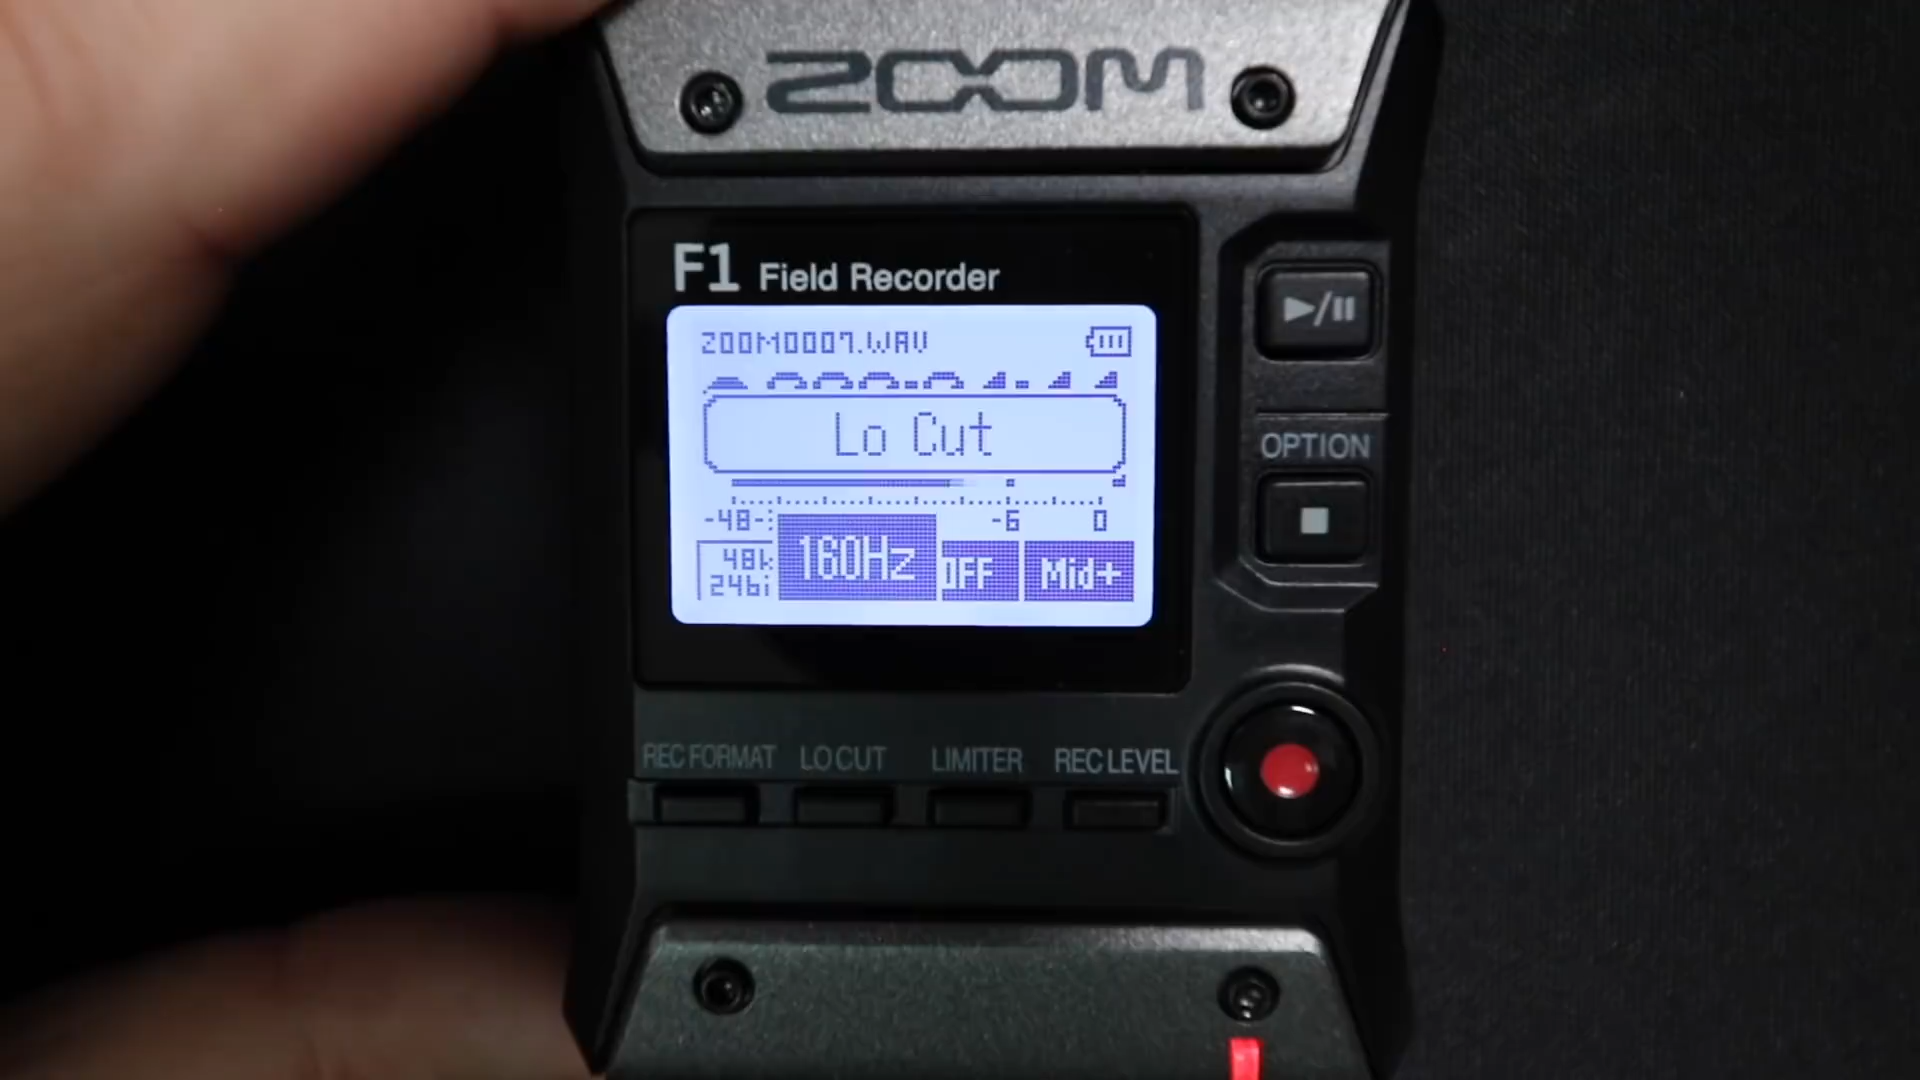 ZOOM
F1 Field Recorder
ZOOM0007.WAV
Lo Cut
-48 -6 0
48k
24bi
160Hz OFF Mid+
OPTION
REC FORMAT LO CUT LIMITER REC LEVEL